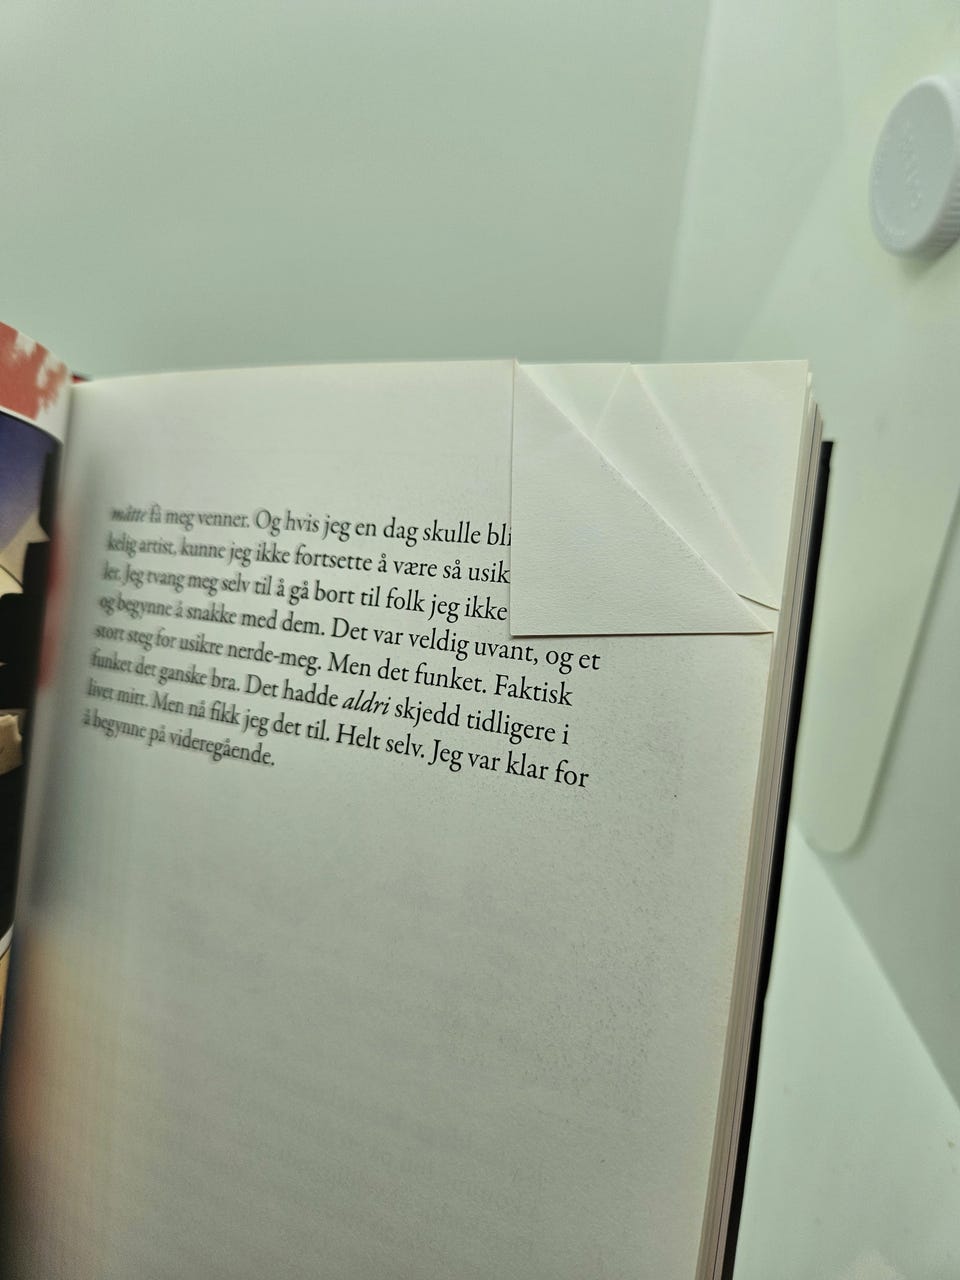 måtte få meg venner. Og hvis jeg en dag skulle bli
kelig artist, kunne jeg ikke fortsette å være så usik
ler. Jeg tvang meg selv til å gå bort til folk jeg ikke
og begynne å snakke med dem. Det var veldig uvant, og et
stort steg for usikre nerde-meg. Men det funket. Faktisk
funket det ganske bra. Det hadde aldri skjedd tidligere i
livet mitt. Men nå fikk jeg det til. Helt selv. Jeg var klar for
å begynne på videregående.